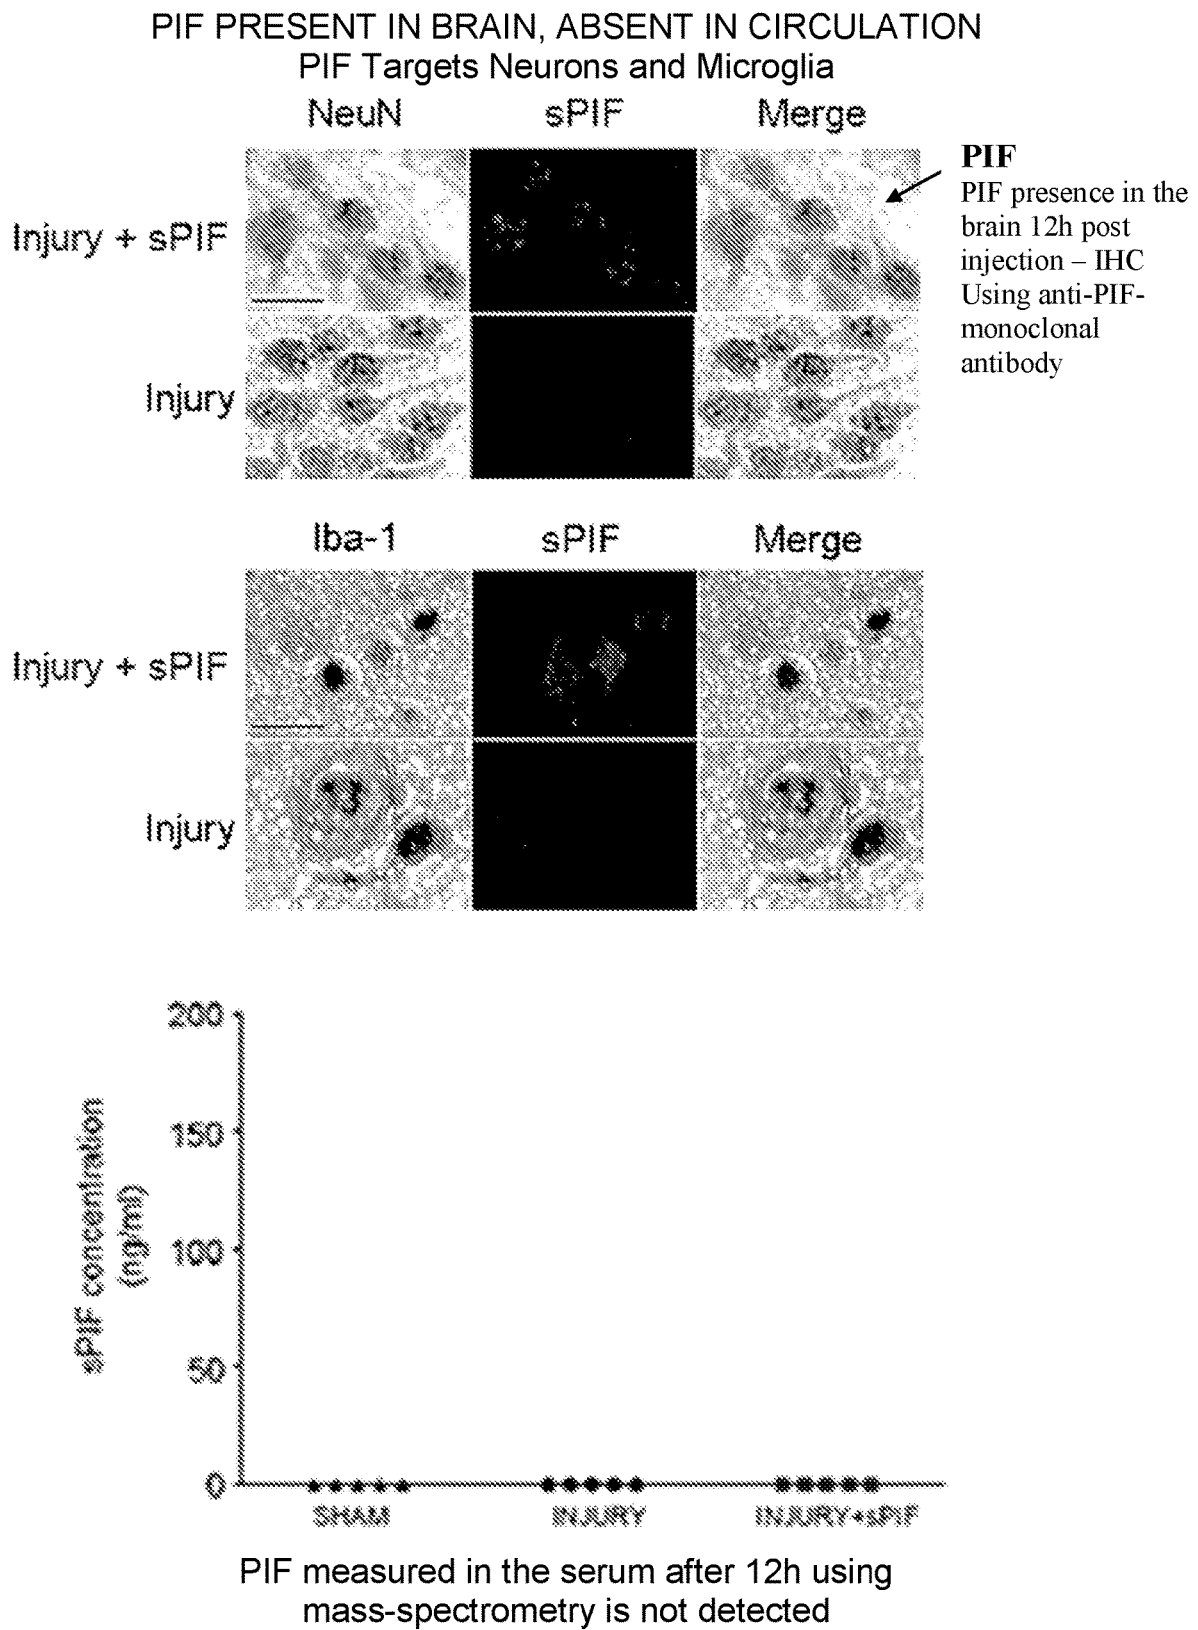 PIF PRESENT IN BRAIN, ABSENT IN CIRCULATION
PIF Targets Neurons and Microglia
NeuN sPIF Merge
PIF
PIF presence in the
brain 12h post
injection – IHC
Using anti-PIF-
monoclonal
antibody
Injury + sPIF
Injury
Iba-1 sPIF Merge
Injury + sPIF
Injury
sPIF concentration
(ng/ml)
200
150
100
50
0
SHAM INJURY INJURY+sPIF
PIF measured in the serum after 12h using
mass-spectrometry is not detected